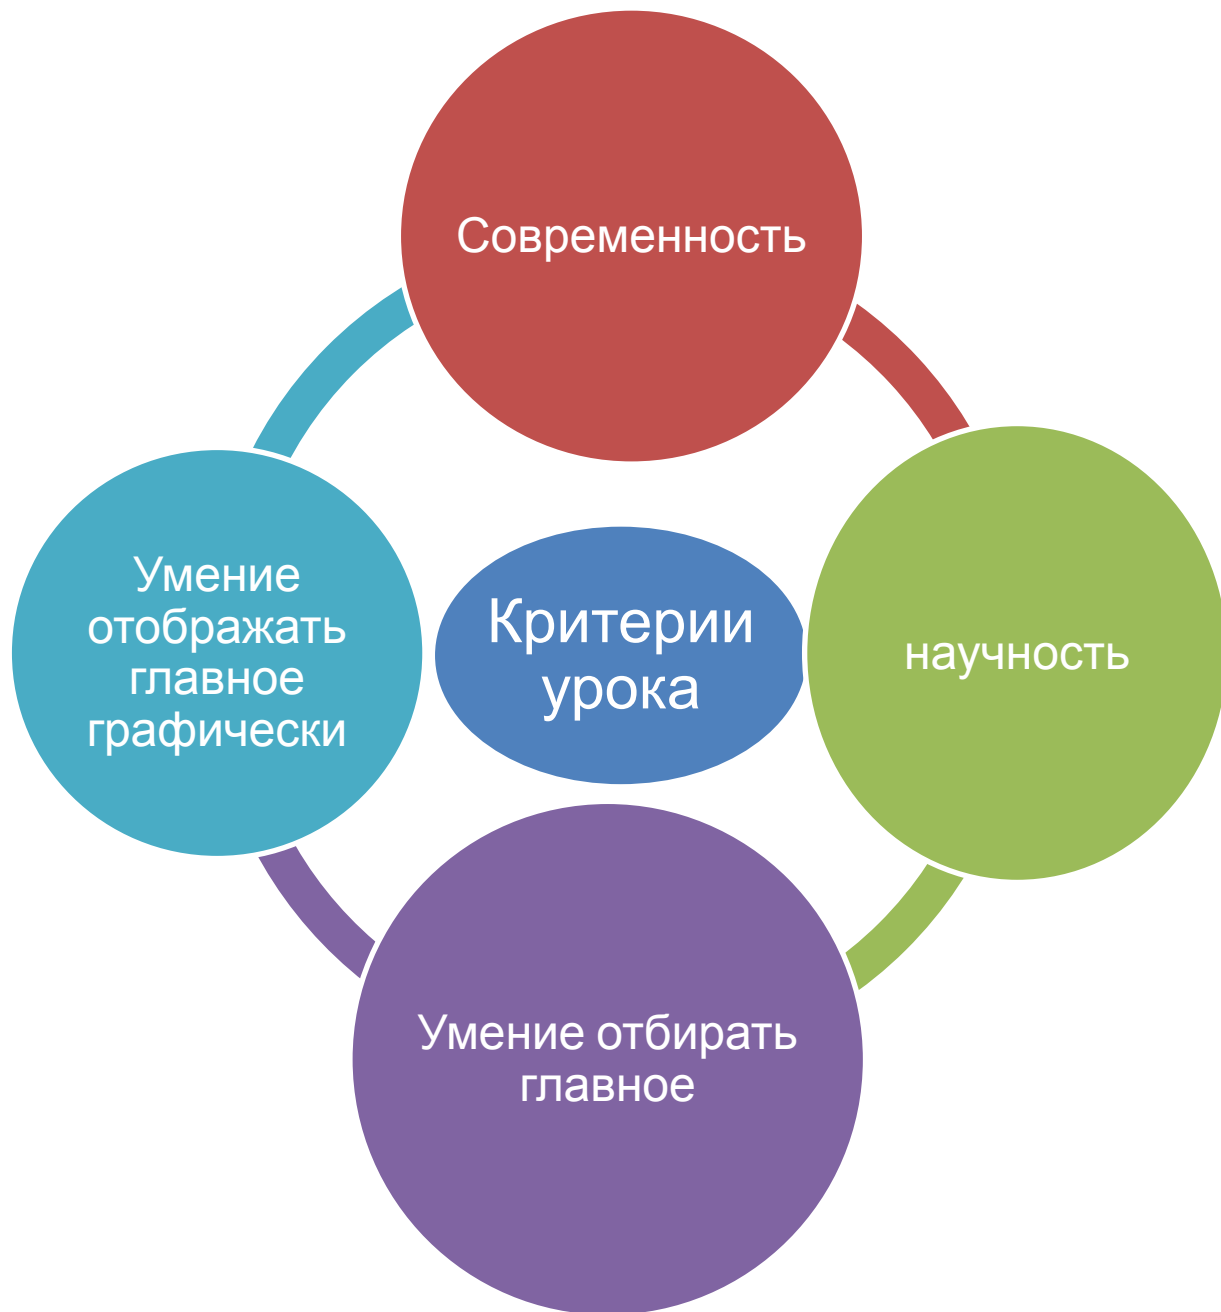 Современность
Умение
отображать
главное
графически
Критерии
урока
научность
Умение отбирать
главное